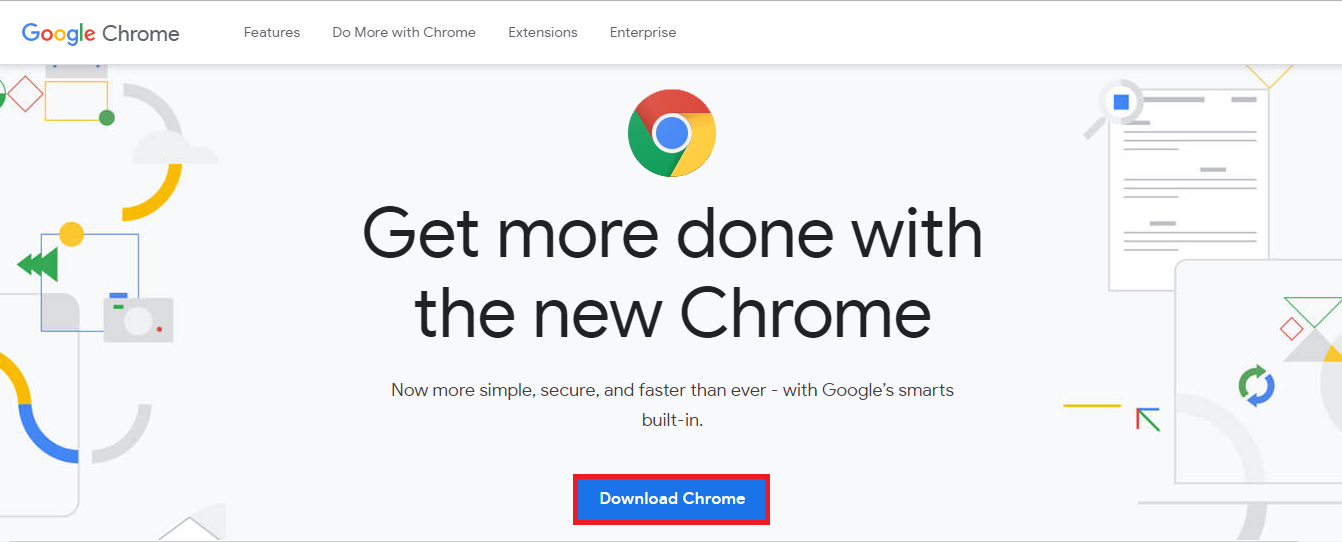 Google Chrome Features Do More with Chrome Extensions Enterprise
Get more done with
the new Chrome
Now more simple, secure, and faster than ever - with Google’s smarts
built-in.
Download Chrome